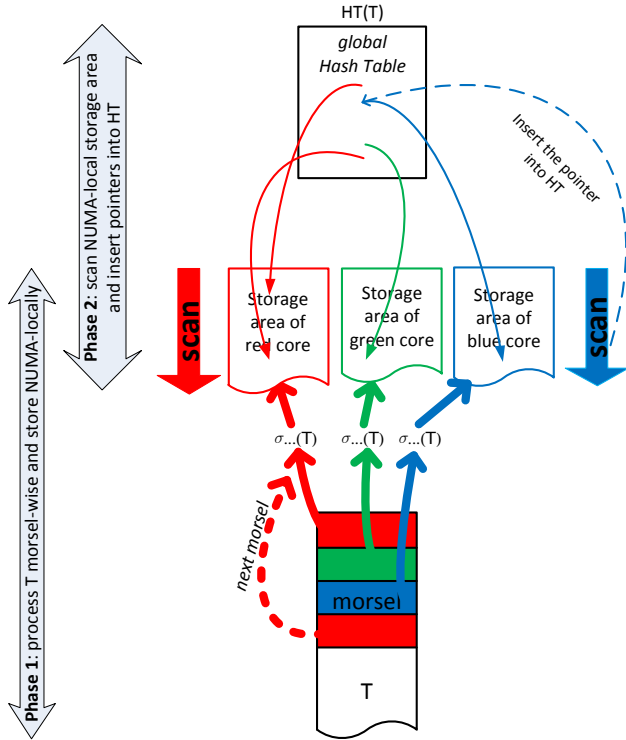 HT(T)
global
Hash Table
Insert the pointer
into HT
Phase 2: scan NUMA-local storage area
and insert pointers into HT
Phase 1: process T morsel-wise and store NUMA-locally
scan
Storage
area of
red core
Storage
area of
green core
Storage
area of
blue core
scan
σ...(T)
σ...(T)
σ...(T)
next morsel
morsel
T